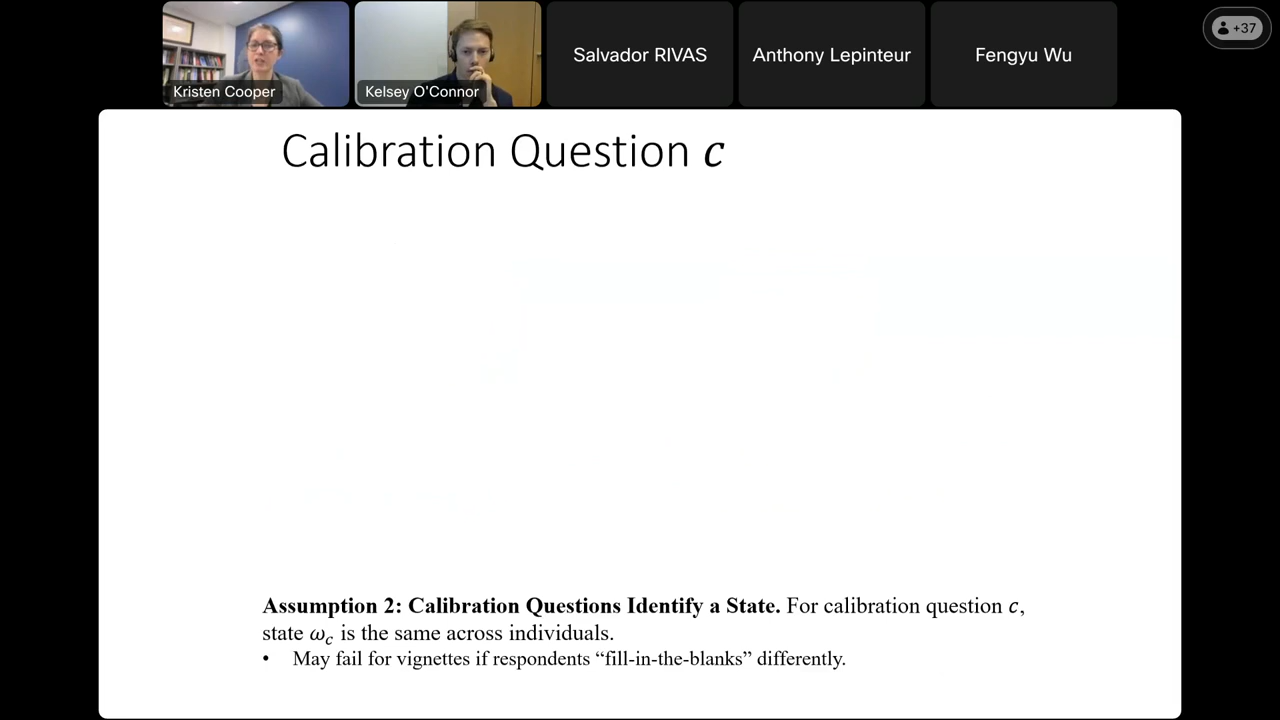 Kristen Cooper
Kelsey O'Connor
Salvador RIVAS
Anthony Lepinteur
Fengyu Wu
+37
Calibration Question c
Assumption 2: Calibration Questions Identify a State. For calibration question c,
state ω_c is the same across individuals.
• May fail for vignettes if respondents “fill-in-the-blanks” differently.